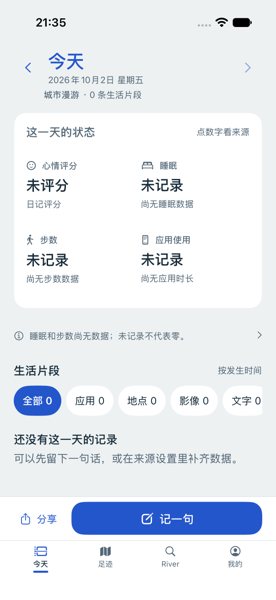 21:35
今天
2026年10月2日 星期五
城市漫游 · 0 条生活片段
这一天的状态
点数字看来源
心情评分
睡眠
未评分
未记录
日记评分
尚无睡眠数据
步数
应用使用
未记录
未记录
尚无步数数据
尚无应用时长
睡眠和步数尚无数据；未记录不代表零。
生活片段
按发生时间
全部 0
应用 0
地点 0
影像 0
文字 0
还没有这一天的记录
可以先留下一句话，或在来源设置里补齐数据。
分享
记一句
今天
足迹
River
我的